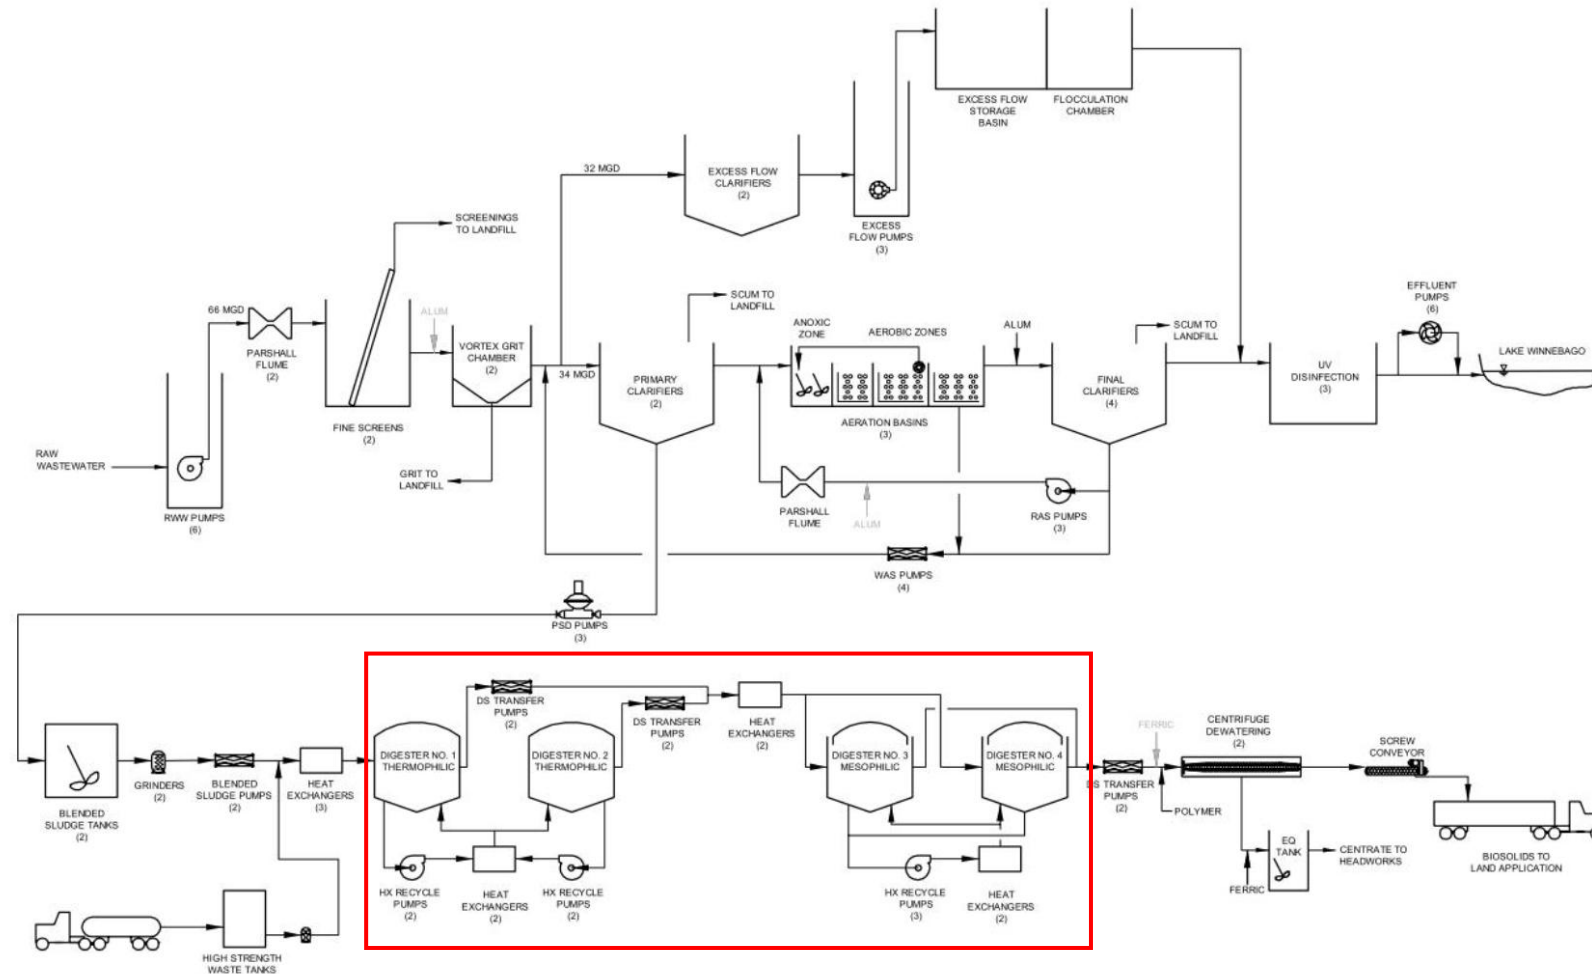 EXCESS FLOW
STORAGE
BASIN
FLOCCULATION
CHAMBER
32 MGD
EXCESS FLOW
CLARIFIERS
(2)
EXCESS
FLOW PUMPS
(3)
SCREENINGS
TO LANDFILL
66 MGD
PARSHALL
FLUME
(2)
ALUM
FINE SCREENS
(2)
VORTEX GRIT
CHAMBER
(2)
GRIT TO
LANDFILL
RAW
WASTEWATER
RWW PUMPS
(6)
34 MGD
SCUM TO
LANDFILL
PRIMARY
CLARIFIERS
(2)
ANOXIC
ZONE
AEROBIC ZONES
AERATION BASINS
(3)
ALUM
SCUM TO
LANDFILL
FINAL
CLARIFIERS
(4)
EFFLUENT
PUMPS
(6)
UV
DISINFECTION
(3)
LAKE WINNEBAGO
PARSHALL
FLUME
ALUM
RAS PUMPS
(3)
WAS PUMPS
(4)
PSD PUMPS
(3)
BLENDED
SLUDGE TANKS
(2)
GRINDERS
(2)
BLENDED
SLUDGE PUMPS
(2)
HEAT
EXCHANGERS
(3)
DIGESTER NO. 1
THERMOPHILIC
DS TRANSFER
PUMPS
(2)
DIGESTER NO. 2
THERMOPHILIC
DS TRANSFER
PUMPS
(2)
HEAT
EXCHANGERS
(2)
DIGESTER NO. 3
MESOPHILIC
DIGESTER NO. 4
MESOPHILIC
HX RECYCLE
PUMPS
(2)
HEAT
EXCHANGERS
(2)
HX RECYCLE
PUMPS
(2)
HX RECYCLE
PUMPS
(3)
HEAT
EXCHANGERS
(2)
DS TRANSFER
PUMPS
(2)
FERRIC
POLYMER
CENTRIFUGE
DEWATERING
(2)
SCREW
CONVEYOR
EQ
TANK
FERRIC
CENTRATE TO
HEADWORKS
BIOSOLIDS TO
LAND APPLICATION
HIGH STRENGTH
WASTE TANKS